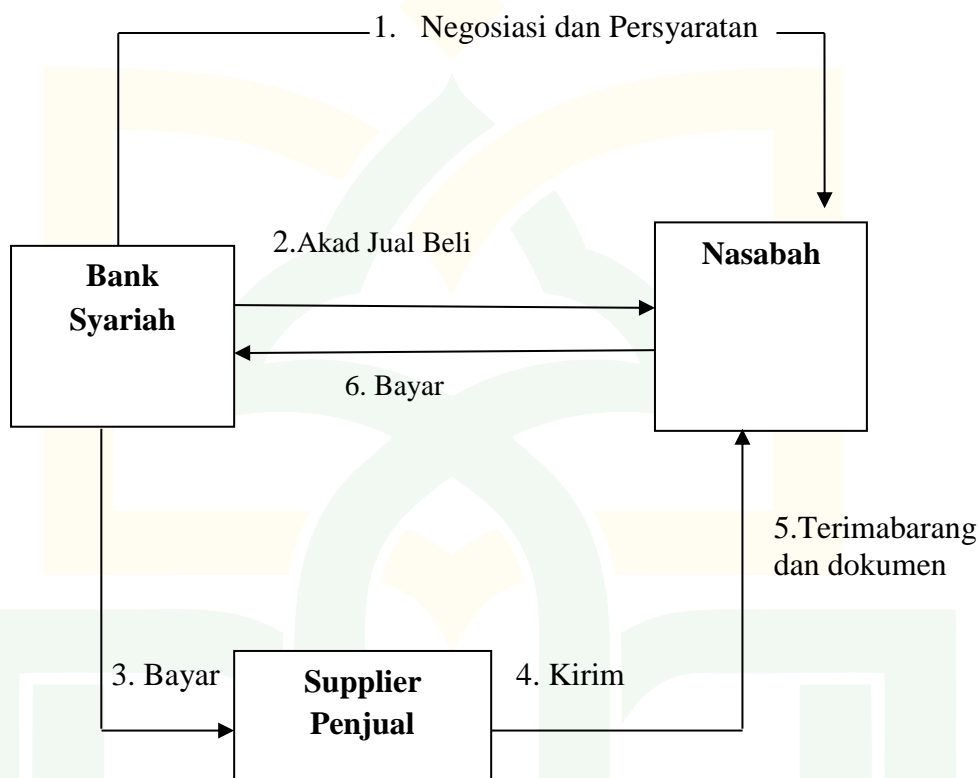 1. Negosiasi dan Persyaratan
2.Akad Jual Beli
Bank
Syariah
Nasabah
6. Bayar
5.Terimabarang
dan dokumen
3. Bayar
Supplier
Penjual
4. Kirim